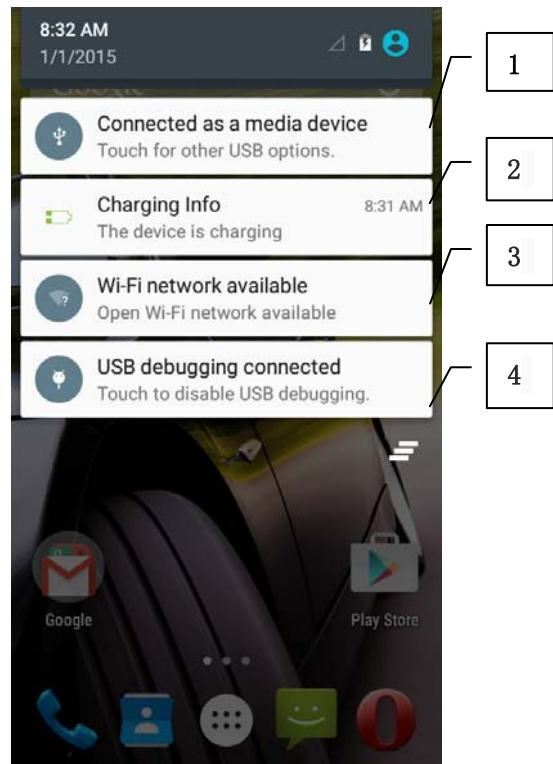 8:32 AM
1/1/2015
Google
Connected as a media device
Touch for other USB options.
1
Charging Info
8:31 AM
The device is charging
2
Wi-Fi network available
Open Wi-Fi network available
3
USB debugging connected
Touch to disable USB debugging.
4
Google
Play Store